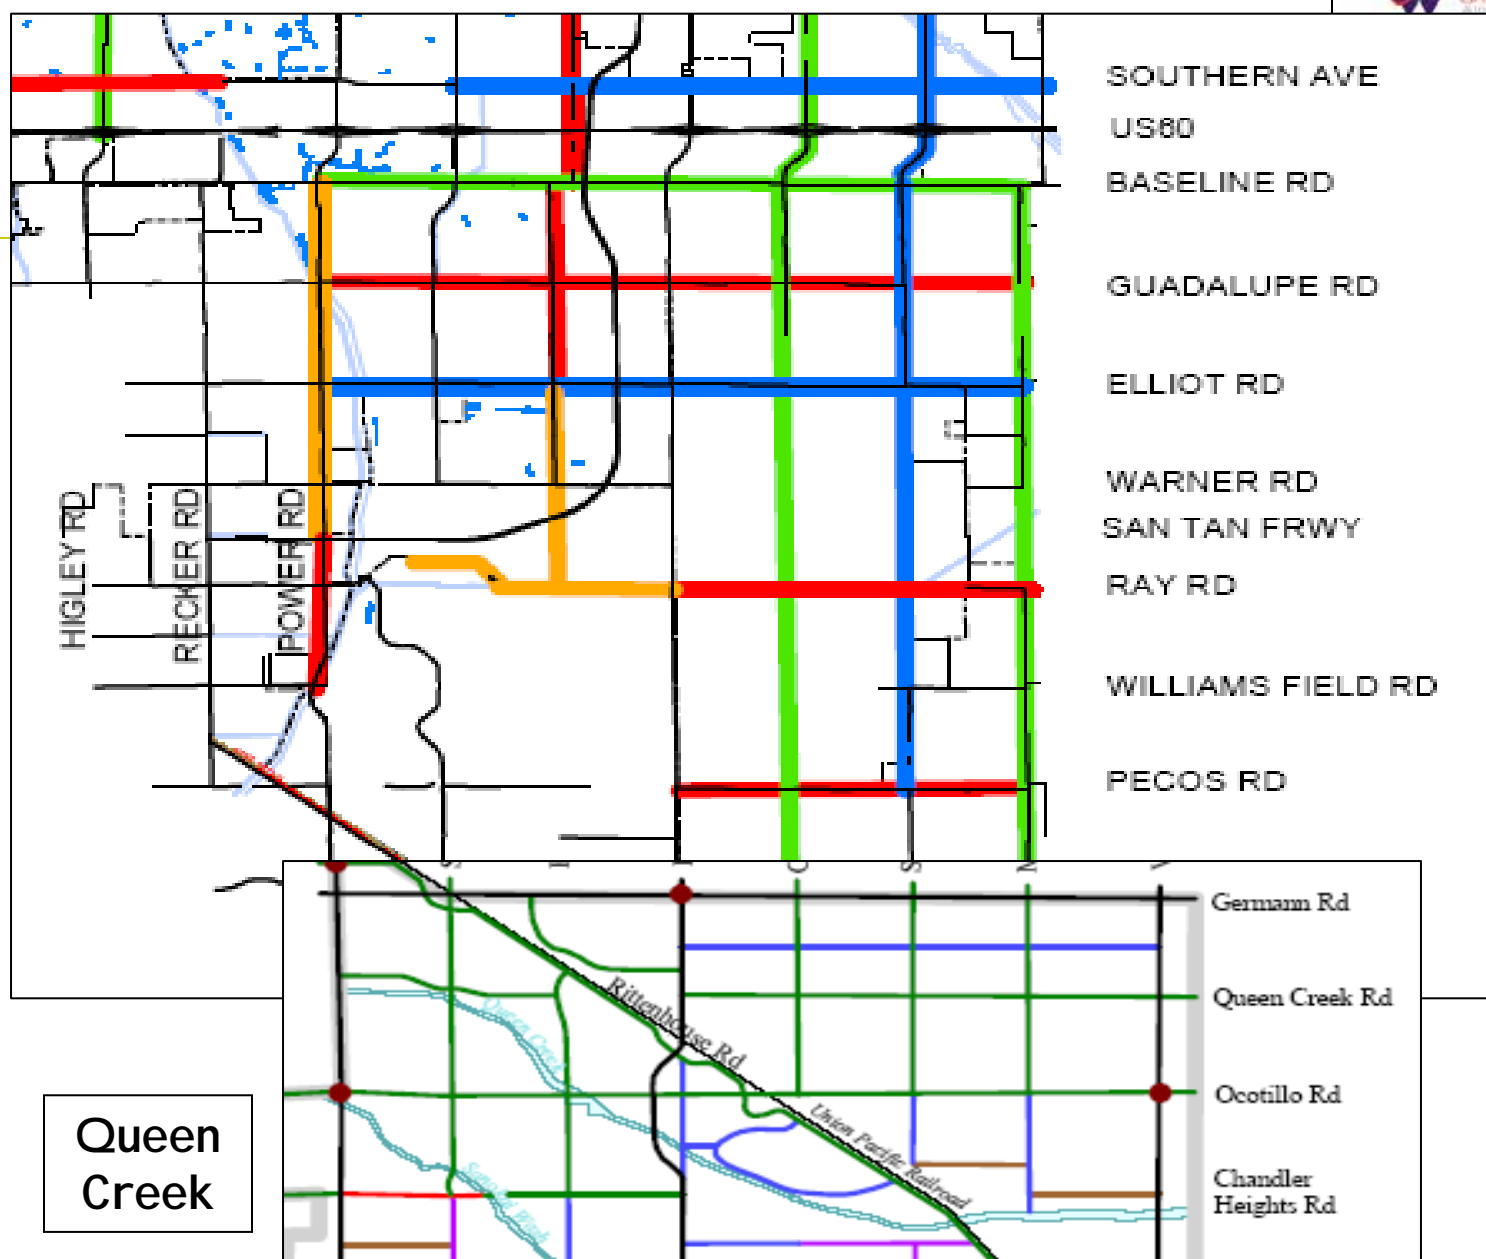 SOUTHERN AVE
US60
BASELINE RD
GUADALUPE RD
ELLIOT RD
WARNER RD
SAN TAN FRWY
RAY RD
WILLIAMS FIELD RD
PECOS RD
HIGLEY RD
RECKER RD
POWER RD
Germann Rd
Queen Creek Rd
Ocotillo Rd
Chandler
Heights Rd
Rittenhouse Rd
Union Pacific Railroad
Queen Creek
Queen
Creek